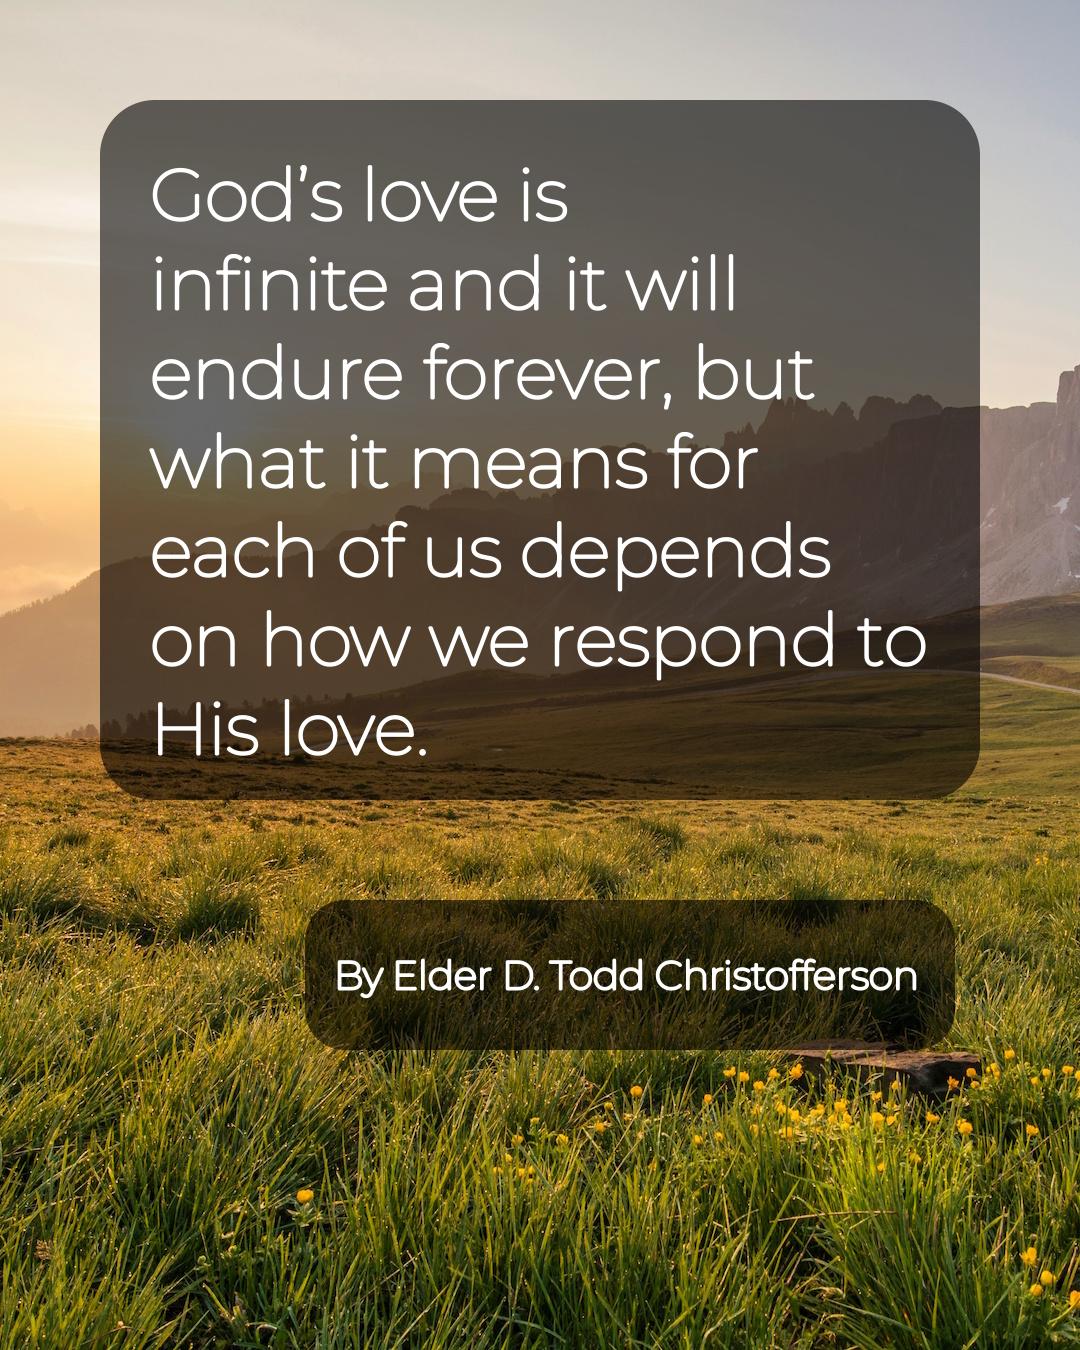 God’s love is
infinite and it will
endure forever, but
what it means for
each of us depends
on how we respond to
His love.
By Elder D. Todd Christofferson